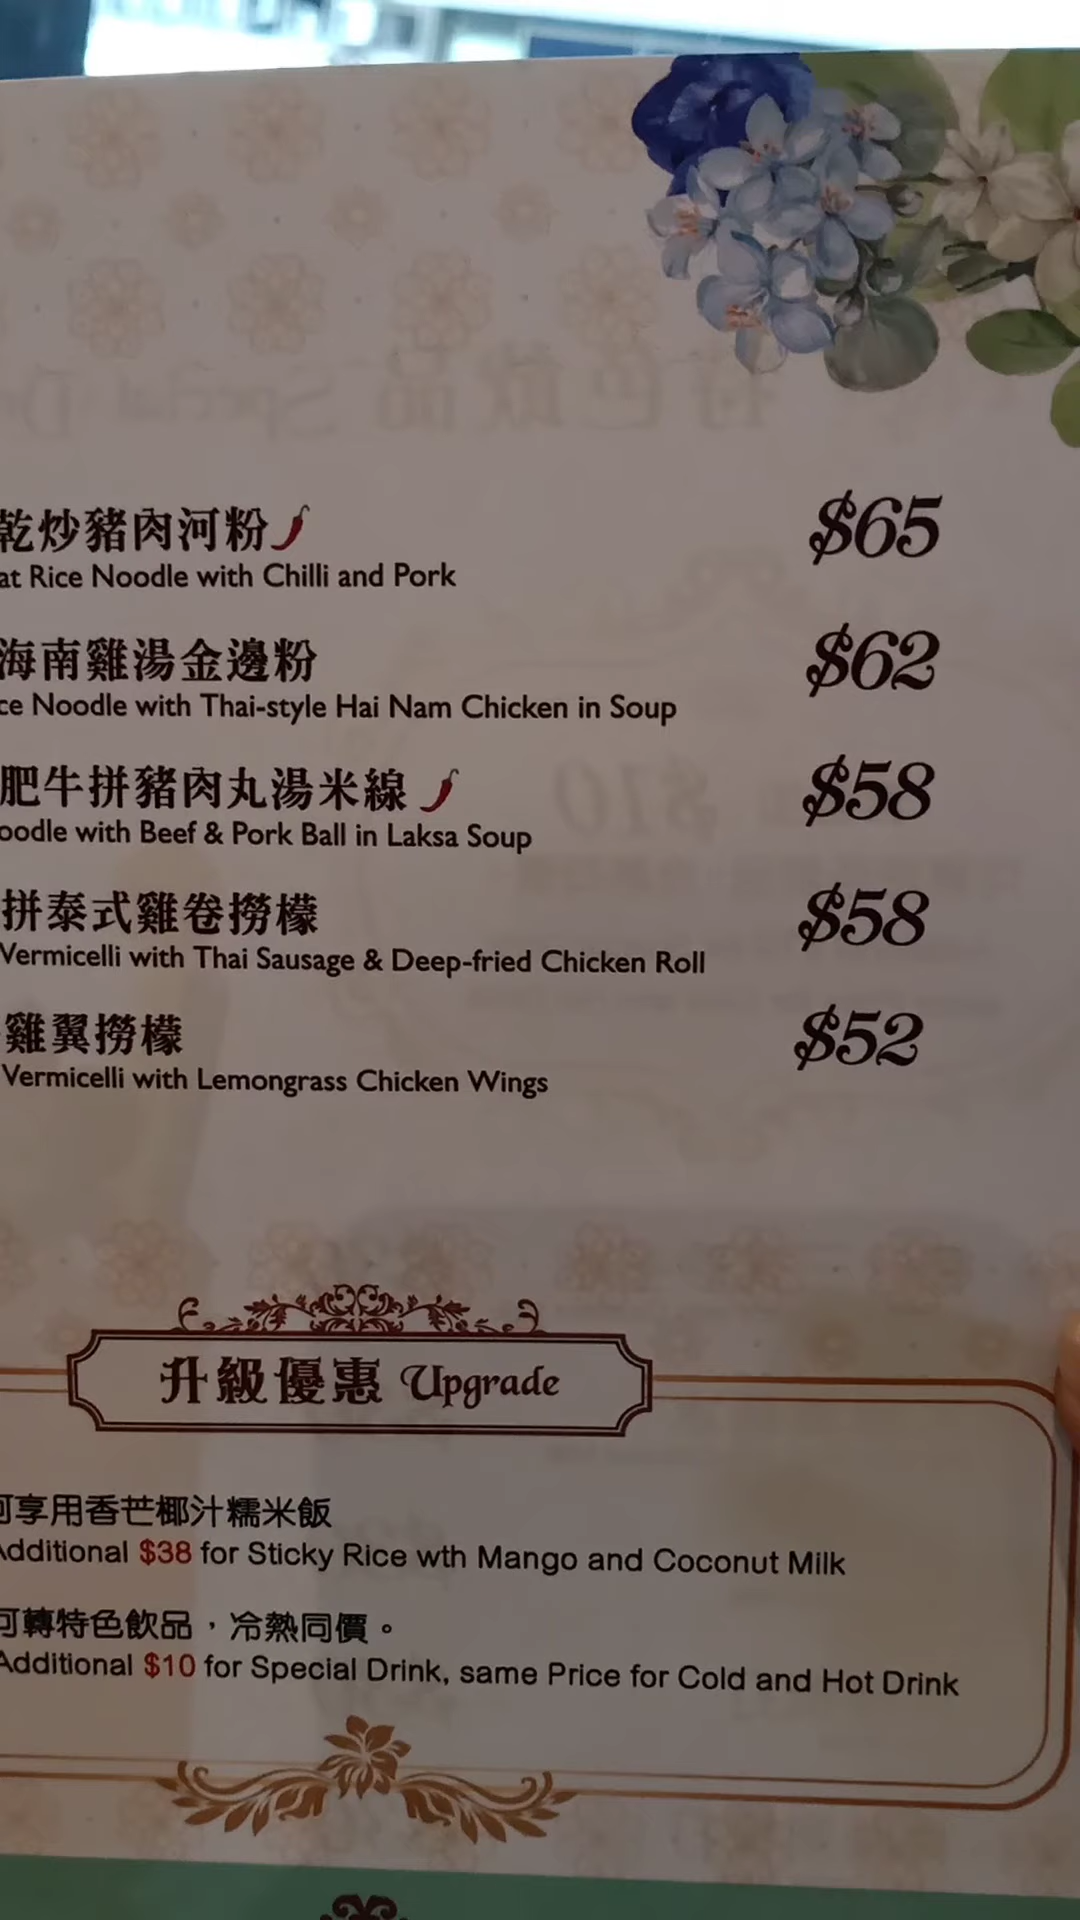 乾炒豬肉河粉
$65
at Rice Noodle with Chilli and Pork
海南雞湯金邊粉
$62
ce Noodle with Thai-style Hai Nam Chicken in Soup
肥牛拼豬肉丸湯米線
$58
oodle with Beef & Pork Ball in Laksa Soup
拼泰式雞卷撈檬
$58
Vermicelli with Thai Sausage & Deep-fried Chicken Roll
雞翼撈檬
$52
Vermicelli with Lemongrass Chicken Wings
升級優惠 Upgrade
可享用香芒椰汁糯米飯
Additional $38 for Sticky Rice wth Mango and Coconut Milk
可轉特色飲品，冷熱同價。
Additional $10 for Special Drink, same Price for Cold and Hot Drink